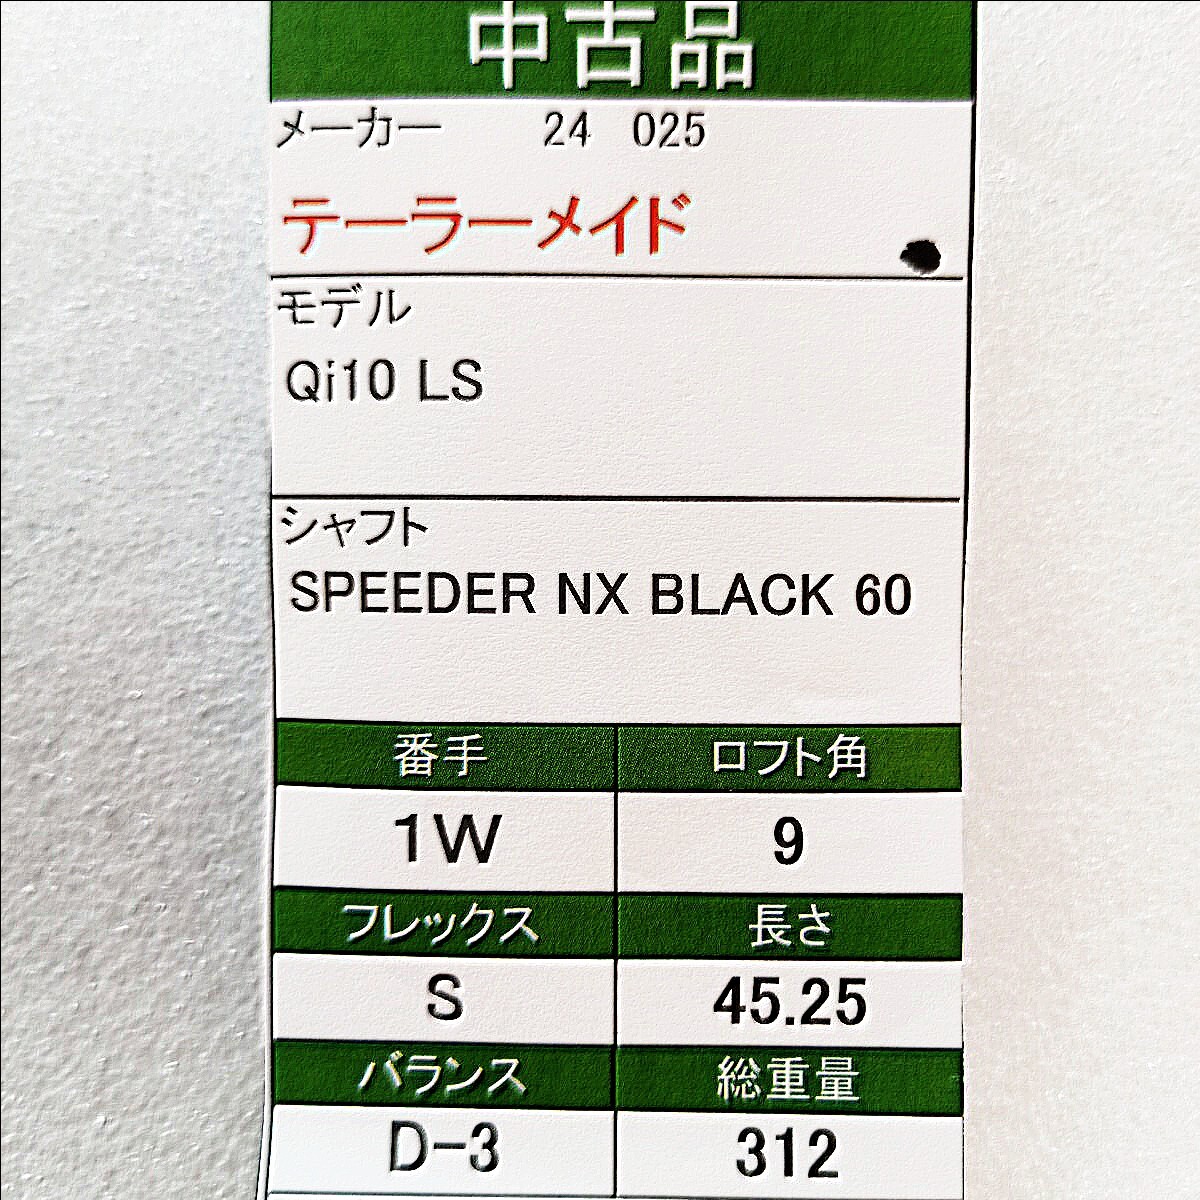 中古品
メーカー 24 025
テーラーメイド
モデル
Qi10 LS
シャフト
SPEEDER NX BLACK 60
番手 ロフト角
1W 9
フレックス 長さ
S 45.25
バランス 総重量
D-3 312